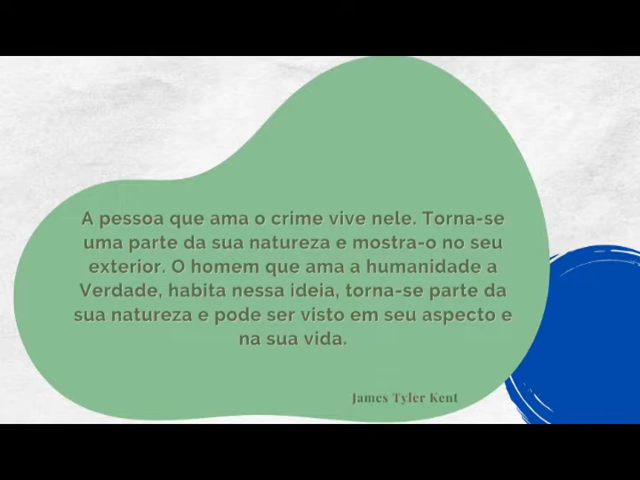 A pessoa que ama o crime vive nele. Torna-se
uma parte da sua natureza e mostra-o no seu
exterior. O homem que ama a humanidade a
Verdade, habita nessa ideia, torna-se parte da
sua natureza e pode ser visto em seu aspecto e
na sua vida.
James Tyler Kent